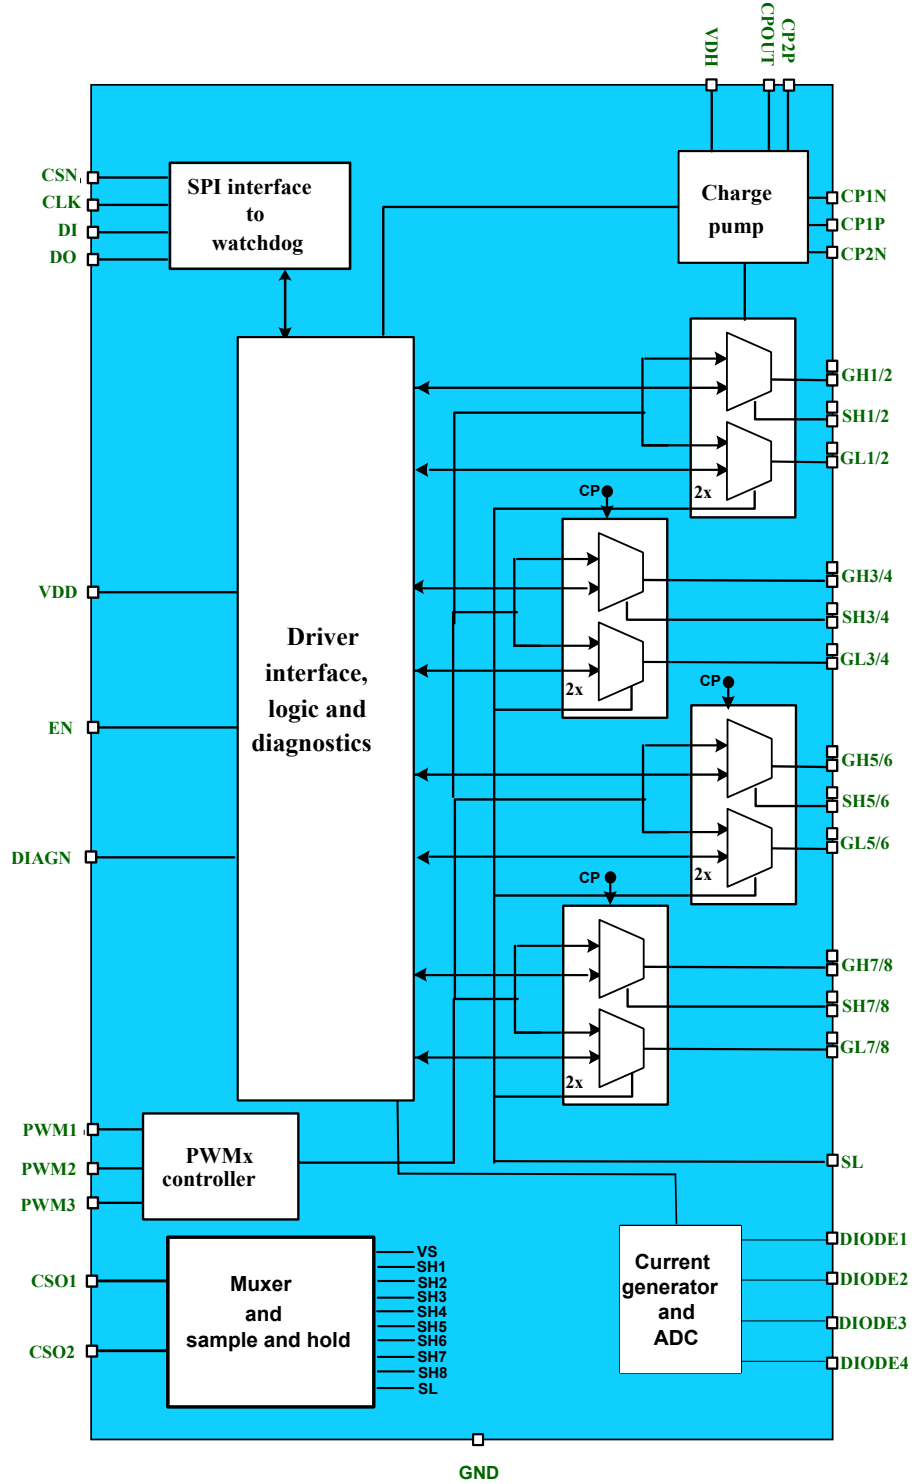 VDH
CPOUT
CP2P
CSN
CLK
DI
DO
SPI interface
to
watchdog
Charge
pump
CP1N
CP1P
CP2N
GH1/2
SH1/2
GL1/2
2x
CP
GH3/4
SH3/4
GL3/4
2x
CP
VDD
EN
DIAGN
Driver
interface,
logic and
diagnostics
GH5/6
SH5/6
GL5/6
2x
CP
GH7/8
SH7/8
GL7/8
2x
PWM1
PWM2
PWM3
PWMx
controller
SL
CSO1
CSO2
Muxer
and
sample and hold
VS
SH1
SH2
SH3
SH4
SH5
SH6
SH7
SH8
SL
Current
generator
and
ADC
DIODE1
DIODE2
DIODE3
DIODE4
GND